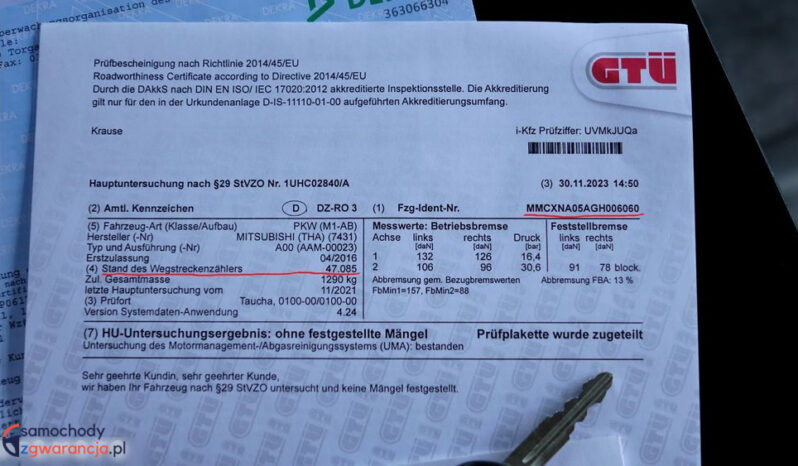 DEKRA
363066304
Prüfbescheinigung nach Richtlinie 2014/45/EU
Roadworthiness Certificate according to Directive 2014/45/EU
Durch die DAkkS nach DIN EN ISO/ IEC 17020:2012 akkreditierte Inspektionsstelle. Die Akkreditierung
gilt nur für den in der Urkundenanlage D-IS-11110-01-00 aufgeführten Akkreditierungsumfang.
GTÜ
Krause
i-Kfz Prüfziffer: UVMkJUQa
Hauptuntersuchung nach §29 StVZO Nr. 1UHC02840/A (3) 30.11.2023 14:50
(2) Amtl. Kennzeichen D DZ-RO 3 (1) Fzg-Ident-Nr. MMCXNA05AGH006060
(5) Fahrzeug-Art (Klasse/Aufbau) PKW (M1-AB)
Hersteller (-Nr) MITSUBISHI (THA) (7431)
Typ und Ausführung (-Nr) A00 (AAM-00023)
Erstzulassung 04/2016
(4) Stand des Wegstreckenzählers 47.085
Zul. Gesamtmasse 1290 kg
letzte Hauptuntersuchung vom 11/2021
(3) Prüfort Taucha, 0100-00/0100-00
Version Systemdaten-Anwendung 4.24
Messwerte: Betriebsbremse Feststellbremse
Achse links rechts Druck links rechts
[daN] [daN] [bar] [daN] [daN]
1 132 126 16,4
2 106 96 30,6 91 78 block.
Abbremsung gem. Bezugbremswerten Abbremsung FBA: 13 %
FbMin1=157, FbMin2=88
(7) HU-Untersuchungsergebnis: ohne festgestellte Mängel Prüfplakette wurde zugeteilt
Untersuchung des Motormanagement-/Abgasreinigungssystems (UMA): bestanden
Sehr geehrte Kundin, sehr geehrter Kunde,
wir haben Ihr Fahrzeug nach §29 StVZO untersucht und keine Mängel festgestellt.
samochody
zgwarancja.pl